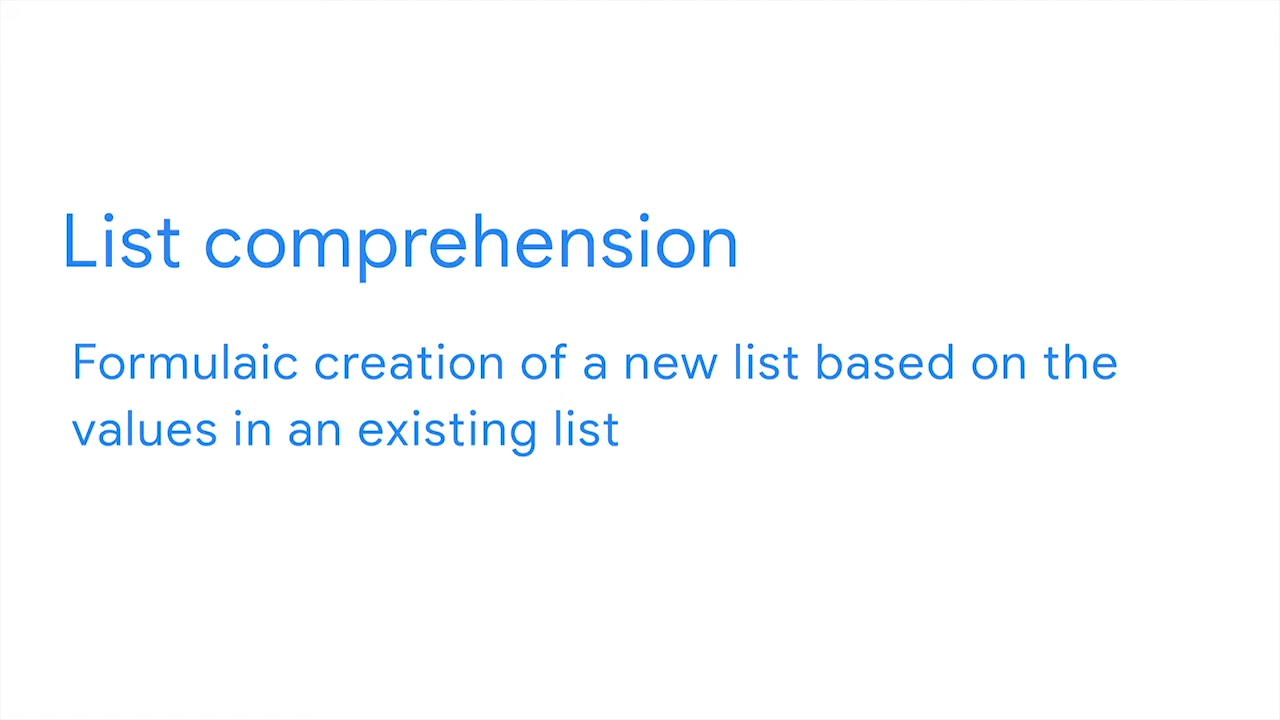 List comprehension
Formulaic creation of a new list based on the
values in an existing list